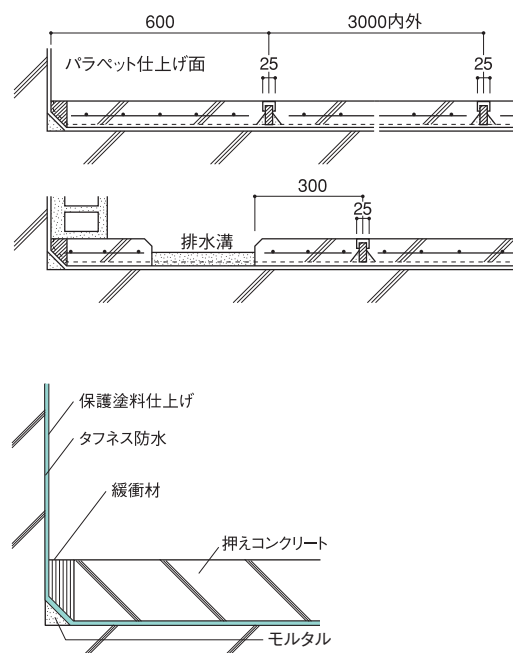 600
3000内外
パラペット仕上げ面
25
25
300
25
排水溝
保護塗料仕上げ
タフネス防水
緩衝材
押えコンクリート
モルタル